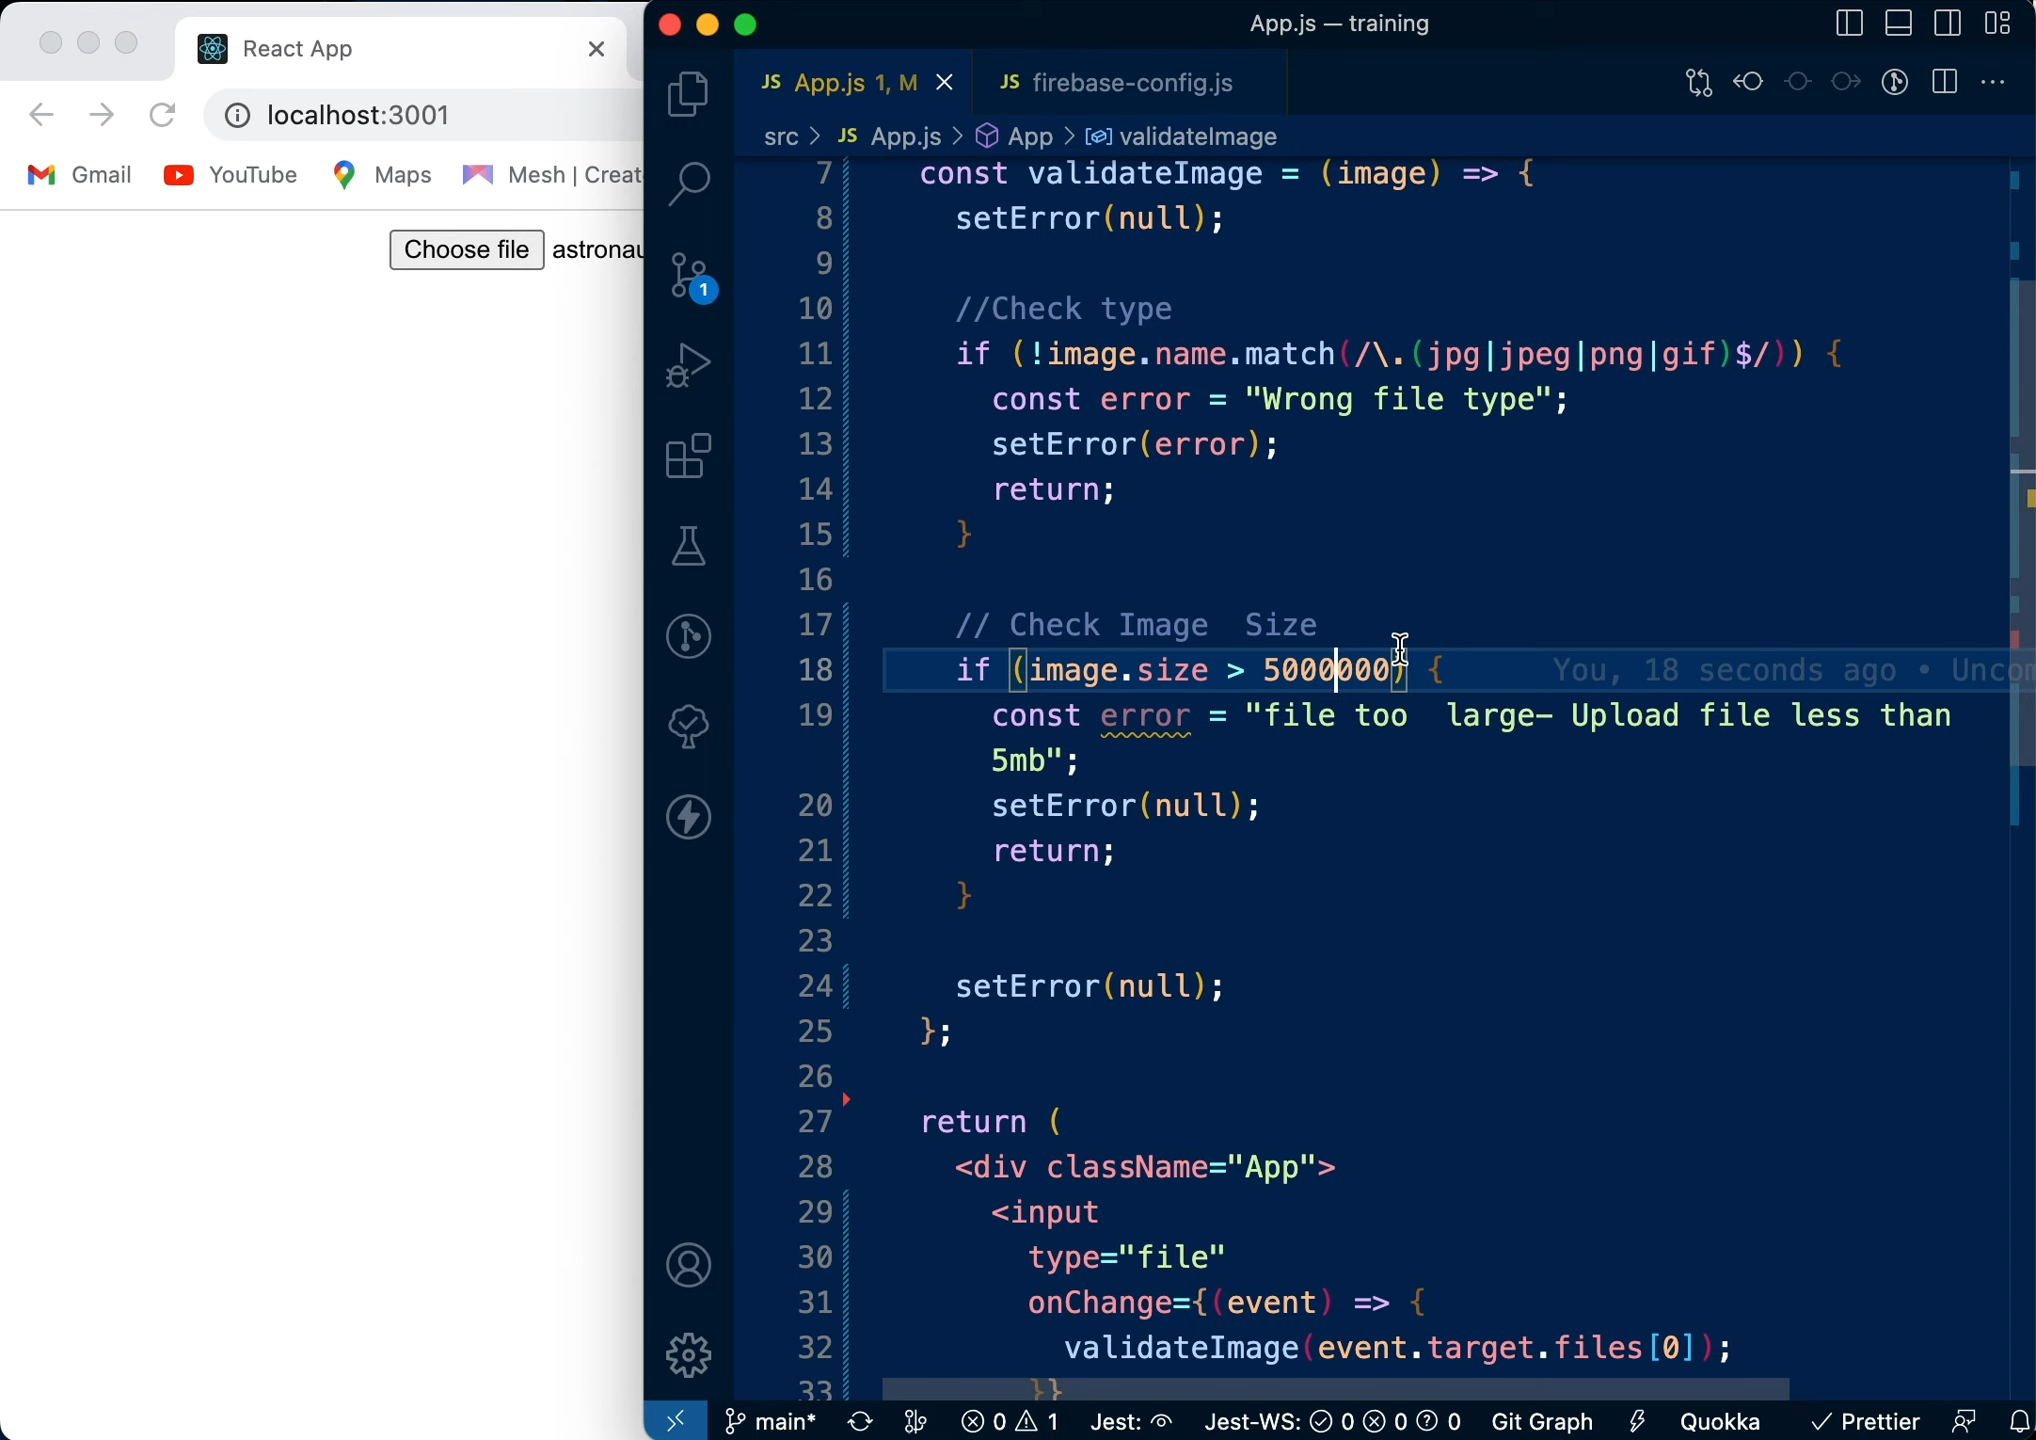 React App
localhost:3001
Gmail YouTube Maps Mesh | Creat
Choose file astronau
App.js — training
JS App.js 1, M
JS firebase-config.js
src > JS App.js > App > validateImage
7 const validateImage = (image) => {
8 setError(null);
9
10 //Check type
11 if (!image.name.match(/\.(jpg|jpeg|png|gif)$/)) {
12 const error = "Wrong file type";
13 setError(error);
14 return;
15 }
16
17 // Check Image  Size
18 if (image.size > 5000000) { You, 18 seconds ago • Uncom
19 const error = "file too  large- Upload file less than
5mb";
20 setError(null);
21 return;
22 }
23
24 setError(null);
25 };
26
27 return (
28 <div className="App">
29 <input
30 type="file"
31 onChange={(event) => {
32 validateImage(event.target.files[0]);
33 }}
1
main* 0 1 Jest: Jest-WS: 0 0 0 Git Graph Quokka Prettier